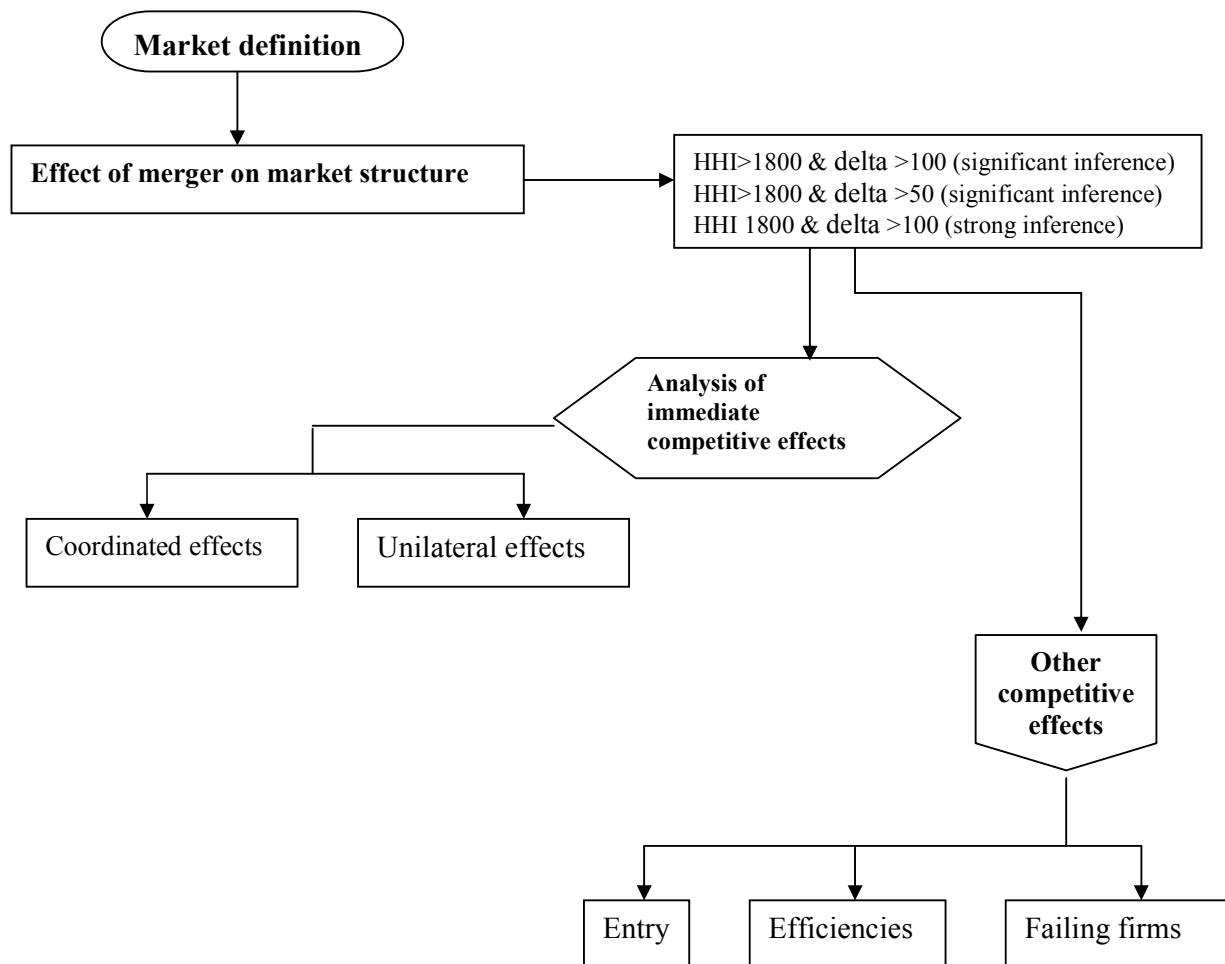 Market definition
Effect of merger on market structure
HHI>1800 & delta >100 (significant inference)
HHI>1800 & delta >50 (significant inference)
HHI 1800 & delta >100 (strong inference)
Analysis of
immediate
competitive effects
Coordinated effects
Unilateral effects
Other
competitive
effects
Entry
Efficiencies
Failing firms